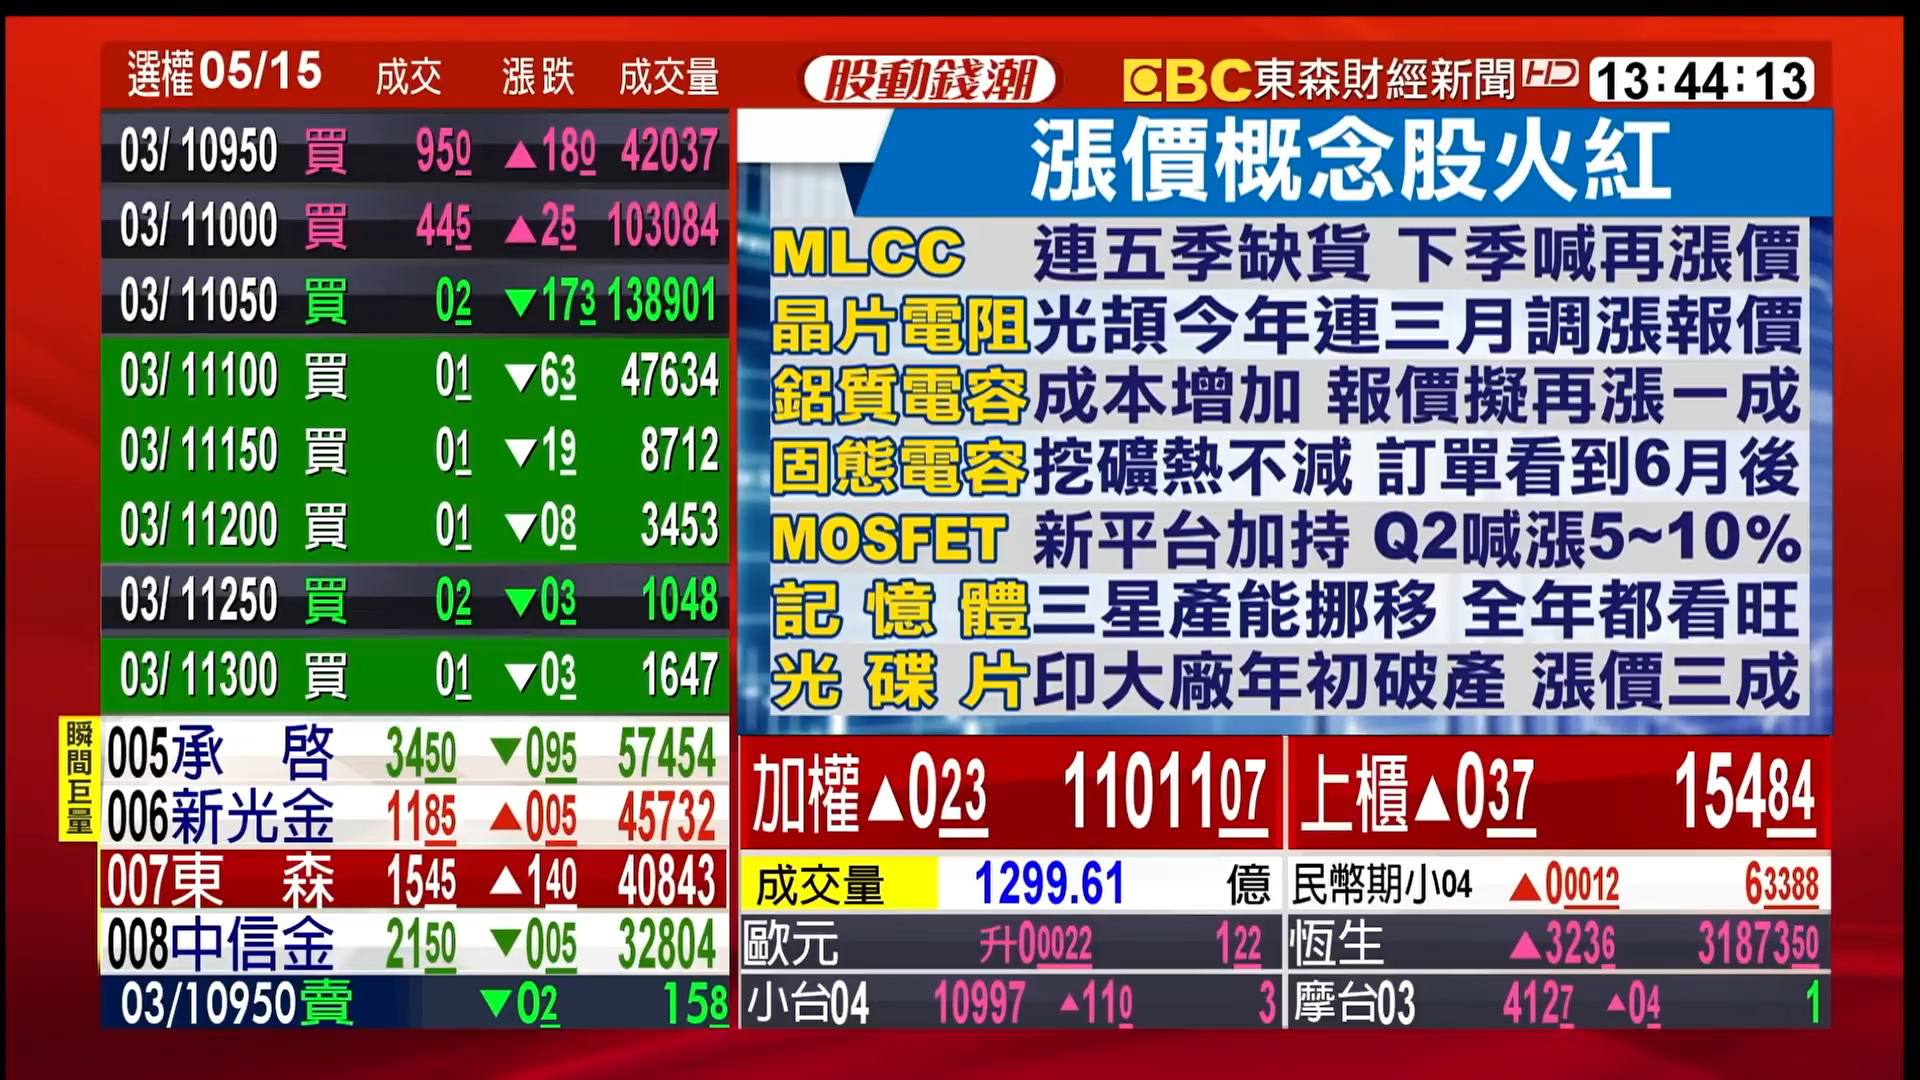 選權05/15 成交 漲跌 成交量
03/ 10950 買 950 ▲180 42037
03/ 11000 買 445 ▲25 103084
03/ 11050 買 02 ▼173 138901
03/ 11100 買 01 ▼63 47634
03/ 11150 買 01 ▼19 8712
03/ 11200 買 01 ▼08 3453
03/ 11250 買 02 ▼03 1048
03/ 11300 買 01 ▼03 1647
瞬間巨量
005承啓 3450 ▼095 57454
006新光金 1185 ▲005 45732
007東森 1545 ▲140 40843
008中信金 2150 ▼005 32804
03/10950賣 ▼02 158
股動錢潮
EBC東森財經新聞HD 13:44:13
漲價概念股火紅
MLCC 連五季缺貨 下季喊再漲價
晶片電阻 光頡今年連三月調漲報價
鋁質電容 成本增加 報價擬再漲一成
固態電容 挖礦熱不減 訂單看到6月後
MOSFET 新平台加持 Q2喊漲5~10%
記憶體 三星產能挪移 全年都看旺
光碟片 印大廠年初破產 漲價三成
加權▲023 1101107
上櫃▲037 15484
成交量 1299.61 億
民幣期小04 ▲00012 63388
歐元 升00022 122
恆生 ▲3236 3187350
小台04 10997 ▲110 3
摩台03 4127 ▲04 1